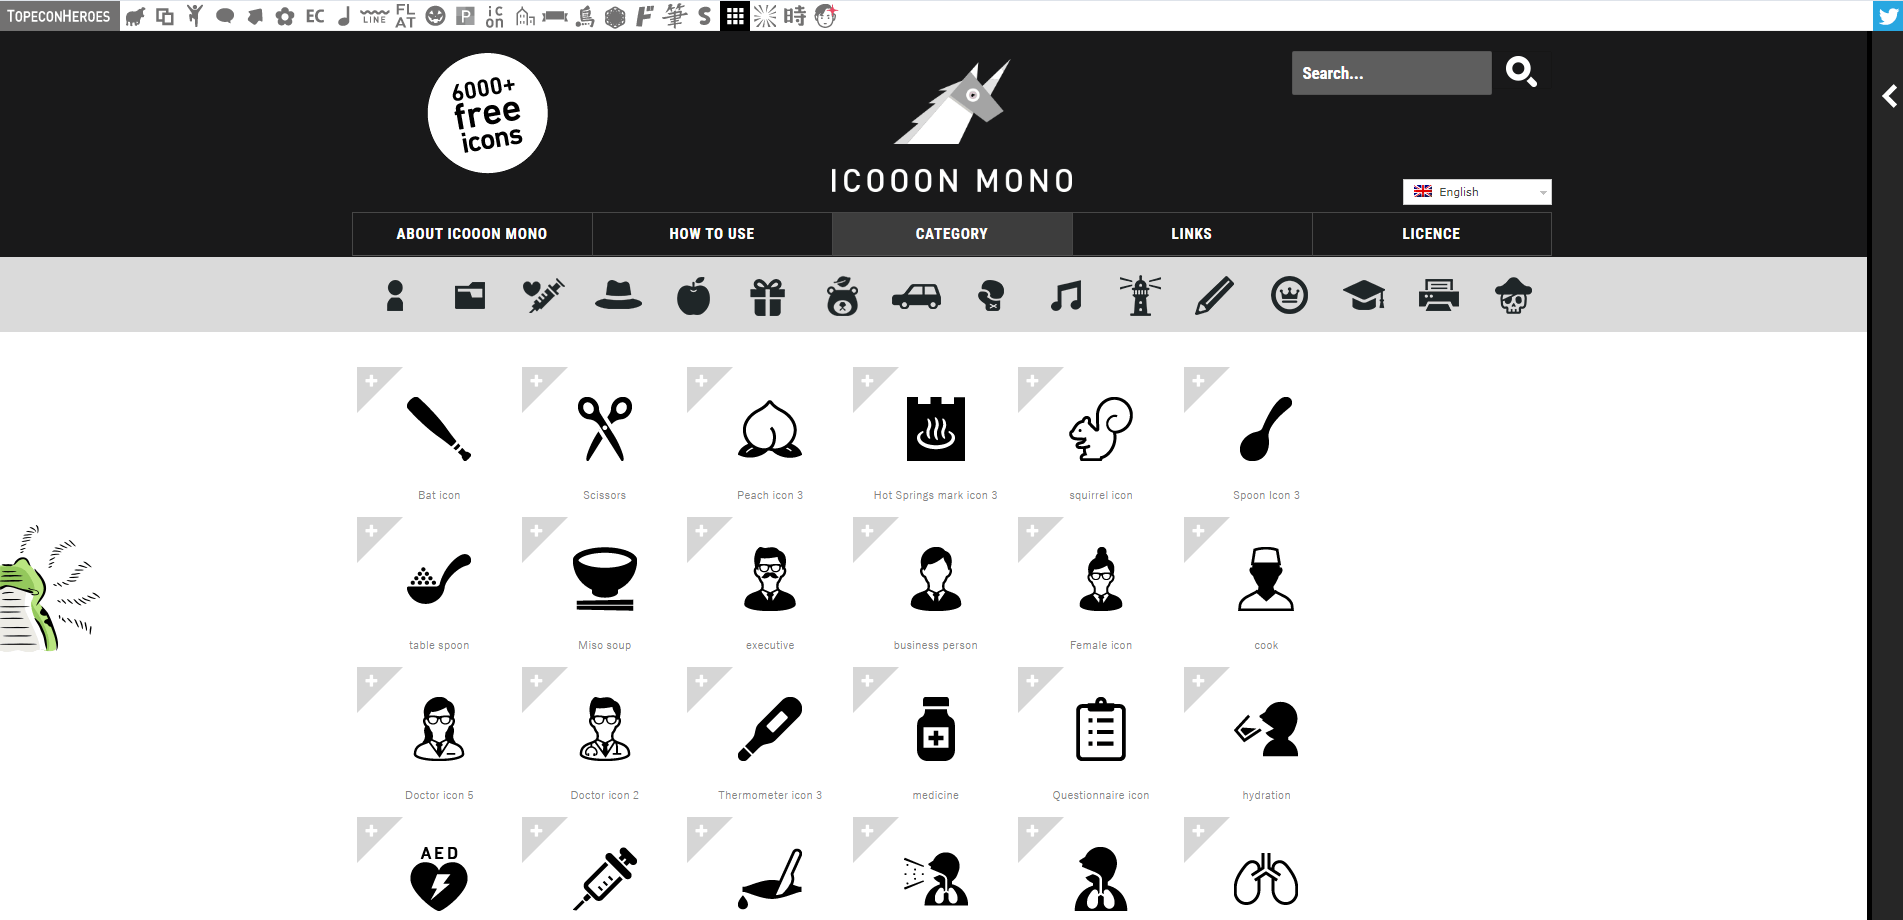 TOPECONHEROES EC LINE FL AT P ic on ド 筆 S 時
6000+
free
icons
Search...
ICOOON MONO
English
ABOUT ICOOON MONO HOW TO USE CATEGORY LINKS LICENCE
Bat icon Scissors Peach icon 3 Hot Springs mark icon 3 squirrel icon Spoon Icon 3
table spoon Miso soup executive business person Female icon cook
Doctor icon 5 Doctor icon 2 Thermometer icon 3 medicine Questionnaire icon hydration
AED